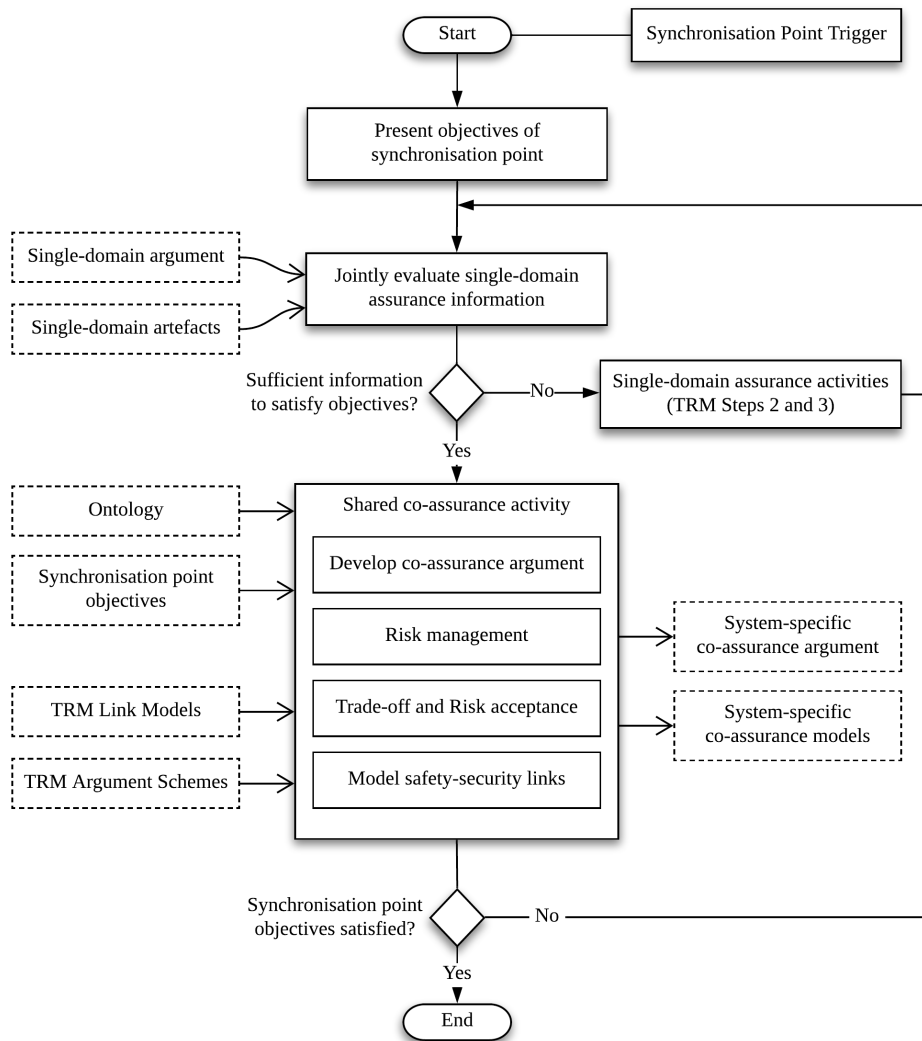 Start
Synchronisation Point Trigger
Present objectives of
synchronisation point
Single-domain argument
Single-domain artefacts
Jointly evaluate single-domain
assurance information
Sufficient information
to satisfy objectives?
No
Single-domain assurance activities
(TRM Steps 2 and 3)
Yes
Ontology
Synchronisation point
objectives
TRM Link Models
TRM Argument Schemes
Shared co-assurance activity
Develop co-assurance argument
Risk management
Trade-off and Risk acceptance
Model safety-security links
System-specific
co-assurance argument
System-specific
co-assurance models
Synchronisation point
objectives satisfied?
No
Yes
End